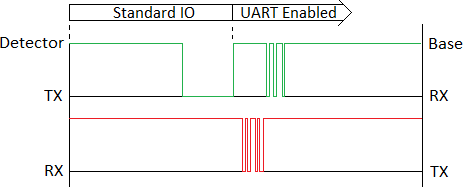 Standard IO UART Enabled
Detector Base
TX RX
RX TX